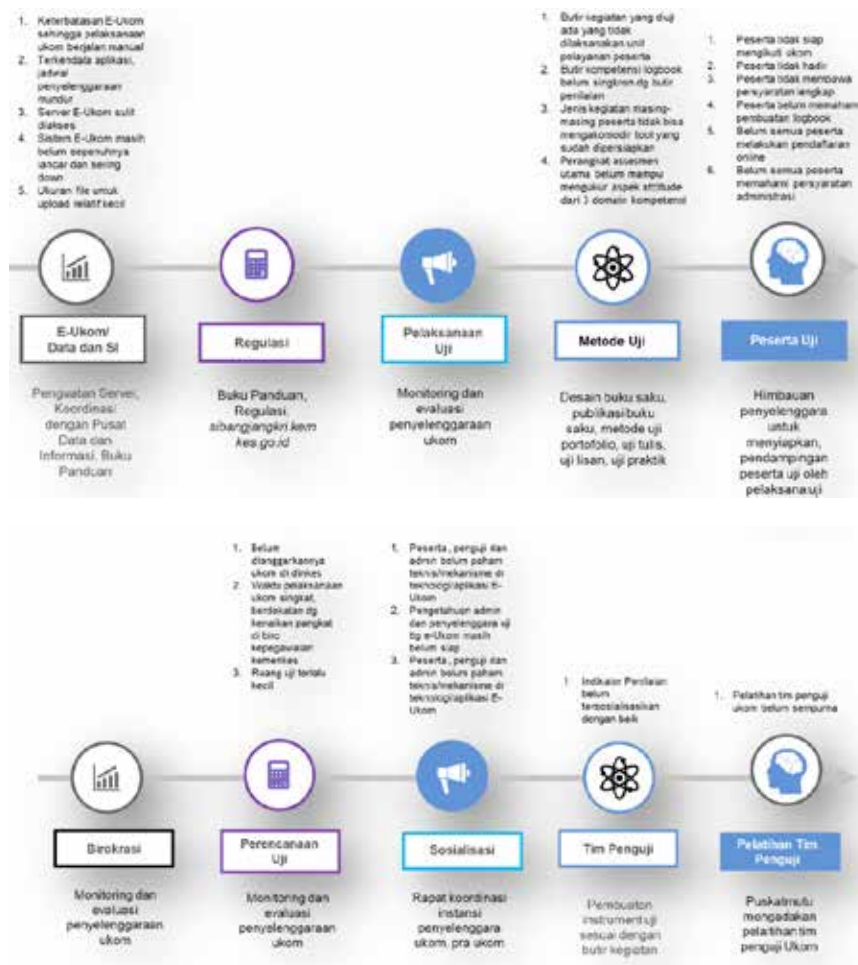 1. Keterbatasan E-Ukom
sehingga pelaksanaan
ukom berjalan manual
2. Terkendala aplikasi,
jadwal
penyelenggaraan
mundur
3. Server E-Ukom sulit
diakses
4. Sistem E-Ukom masih
belum sepenuhnya
lancar dan sering
down
5. Ukuran file untuk
upload relatif kecil
1. Butir kegiatan yang diuji
ada yang tidak
dilaksanakan unit
pelayanan peserta
2. Butir kompetensi logbook
belum singkron dg butir
penilaian
3. Jenis kegiatan masing-
masing peserta tidak bisa
mengakomodir tool yang
sudah dipersiapkan
4. Perangkat assesmen
utama belum mampu
mengukur aspek attitude
dari 3 domain kompetensi
1. Peserta tidak siap
mengikuti ukom
2. Peserta tidak hadir
3. Peserta tidak membawa
persyaratan lengkap
4. Peserta belum memahami
pembuatan logbook
5. Belum semua peserta
melakukan pendaftaran
online
6. Belum semua peserta
memahami persyaratan
administrasi
E-Ukom/
Data dan SI
Regulasi
Pelaksanaan
Uji
Metode Uji
Peserta Uji
Penguatan Server,
Koordinasi
dengan Pusat
Data dan
Informasi, Buku
Panduan
Buku Panduan,
Regulasi,
sibangjangkri.kem
kes.go.id
Monitoring dan
evaluasi
penyelenggaraan
ukom
Desain buku saku,
publikasi buku
saku, metode uji
portofolio, uji tulis,
uji lisan, uji praktik
Himbauan
penyelenggara
untuk
menyiapkan,
pendampingan
peserta uji oleh
pelaksana uji
1. Belum
dianggarkannya
ukom di dinkes
2. Waktu pelaksanaan
ukom singkat,
berdekatan dg
kenaikan pangkat
di biro
kepegawaian
kemenkes
3. Ruang uji terlalu
kecil
1. Peserta, penguji dan
admin belum paham
teknis/mekanisme di
teknologi/aplikasi E-
Ukom
2. Pengetahuan admin
dan penyelenggara uji
ttg e-Ukom masih
belum siap
3. Peserta, penguji dan
admin belum paham
teknis/mekanisme di
teknologi/aplikasi E-
Ukom
1 Indikator Penilaian
belum
tersosialisasikan
dengan baik
1. Pelatihan tim penguji
ukom belum sempurna
Birokrasi
Perencanaan
Uji
Sosialisasi
Tim Penguji
Pelatihan Tim
Penguji
Monitoring dan
evaluasi
penyelenggaraan
ukom
Monitoring dan
evaluasi
penyelenggaraan
ukom
Rapat koordinasi
instansi
penyelenggara
ukom, pra ukom
Pembuatan
instrument uji
sesuai dengan
butir kegiatan
Puskatmutu
mengadakan
pelatihan tim
penguji Ukom